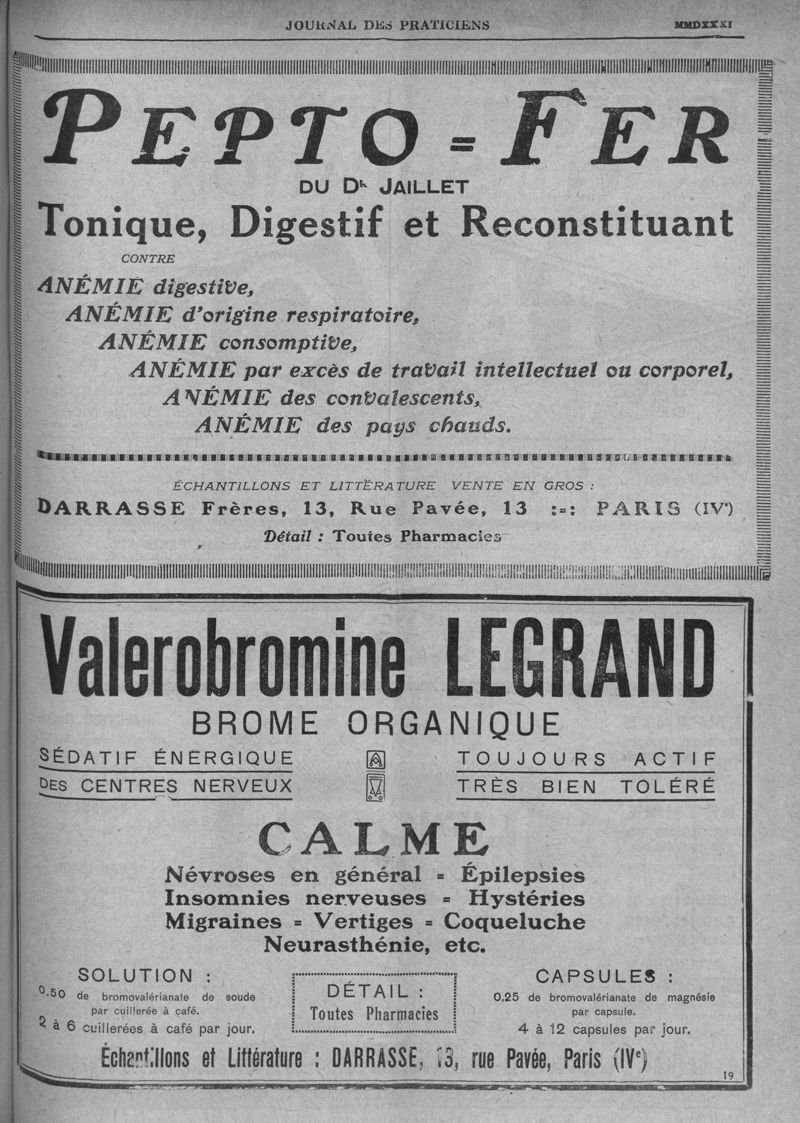 JOURNAL DES PRATICIENS MMDXXXI
PEPTO=FER
DU Dr JAILLET
Tonique, Digestif et Reconstituant
CONTRE
ANÉMIE digestive,
ANÉMIE d'origine respiratoire,
ANÉMIE consomptive,
ANÉMIE par excès de travail intellectuel ou corporel,
ANÉMIE des convalescents,
ANÉMIE des pays chauds.
ÉCHANTILLONS ET LITTÉRATURE VENTE EN GROS :
DARRASSE Frères, 13, Rue Pavée, 13 :-: PARIS (IVe)
Détail : Toutes Pharmacies
Valerobromine LEGRAND
BROME ORGANIQUE
SÉDATIF ÉNERGIQUE TOUJOURS ACTIF
DES CENTRES NERVEUX TRÈS BIEN TOLÉRÉ
CALME
Névroses en général = Épilepsies
Insomnies nerveuses = Hystéries
Migraines = Vertiges = Coqueluche
Neurasthénie, etc.
SOLUTION :
0.50 de bromovalérianate de soude
par cuillerée à café.
2 à 6 cuillerées à café par jour.
DÉTAIL :
Toutes Pharmacies
CAPSULES :
0,25 de bromovalérianate de magnésie
par capsule.
4 à 12 capsules par jour.
Échantillons et Littérature : DARRASSE, 13, rue Pavée, Paris (IVe)
19